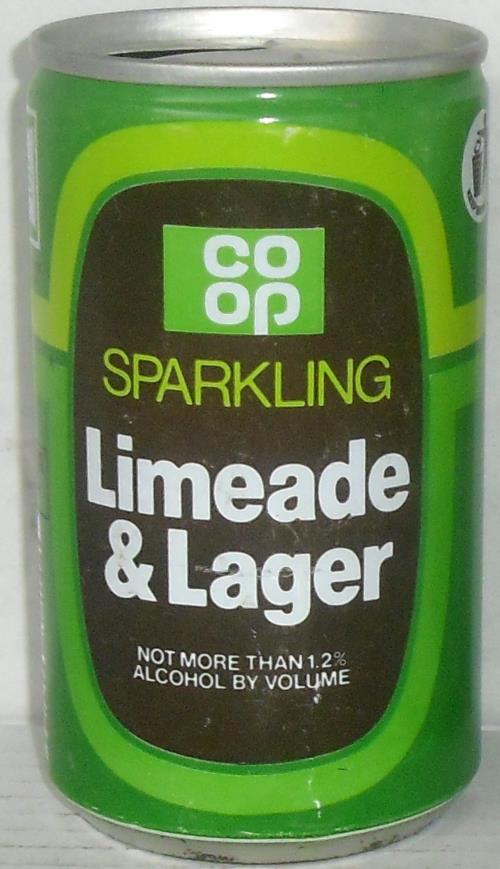 CO
OP
SPARKLING
Limeade
& Lager
NOT MORE THAN 1.2%
ALCOHOL BY VOLUME